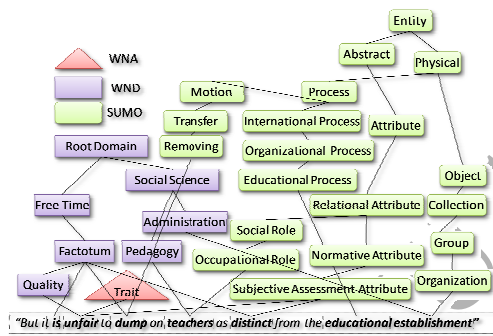 Entity
WNA
Abstract
Physical
WND
Motion
Process
SUMO
Transfer
International Process
Attribute
Root Domain
Removing
Organizational Process
Social Science
Educational Process
Object
Free Time
Relational Attribute
Collection
Administration
Social Role
Factotum
Pedagogy
Occupational Role
Normative Attribute
Group
Quality
Trait
Subjective Assessment Attribute
Organization
"But it is unfair to dump on teachers as distinct from the educational establishment"